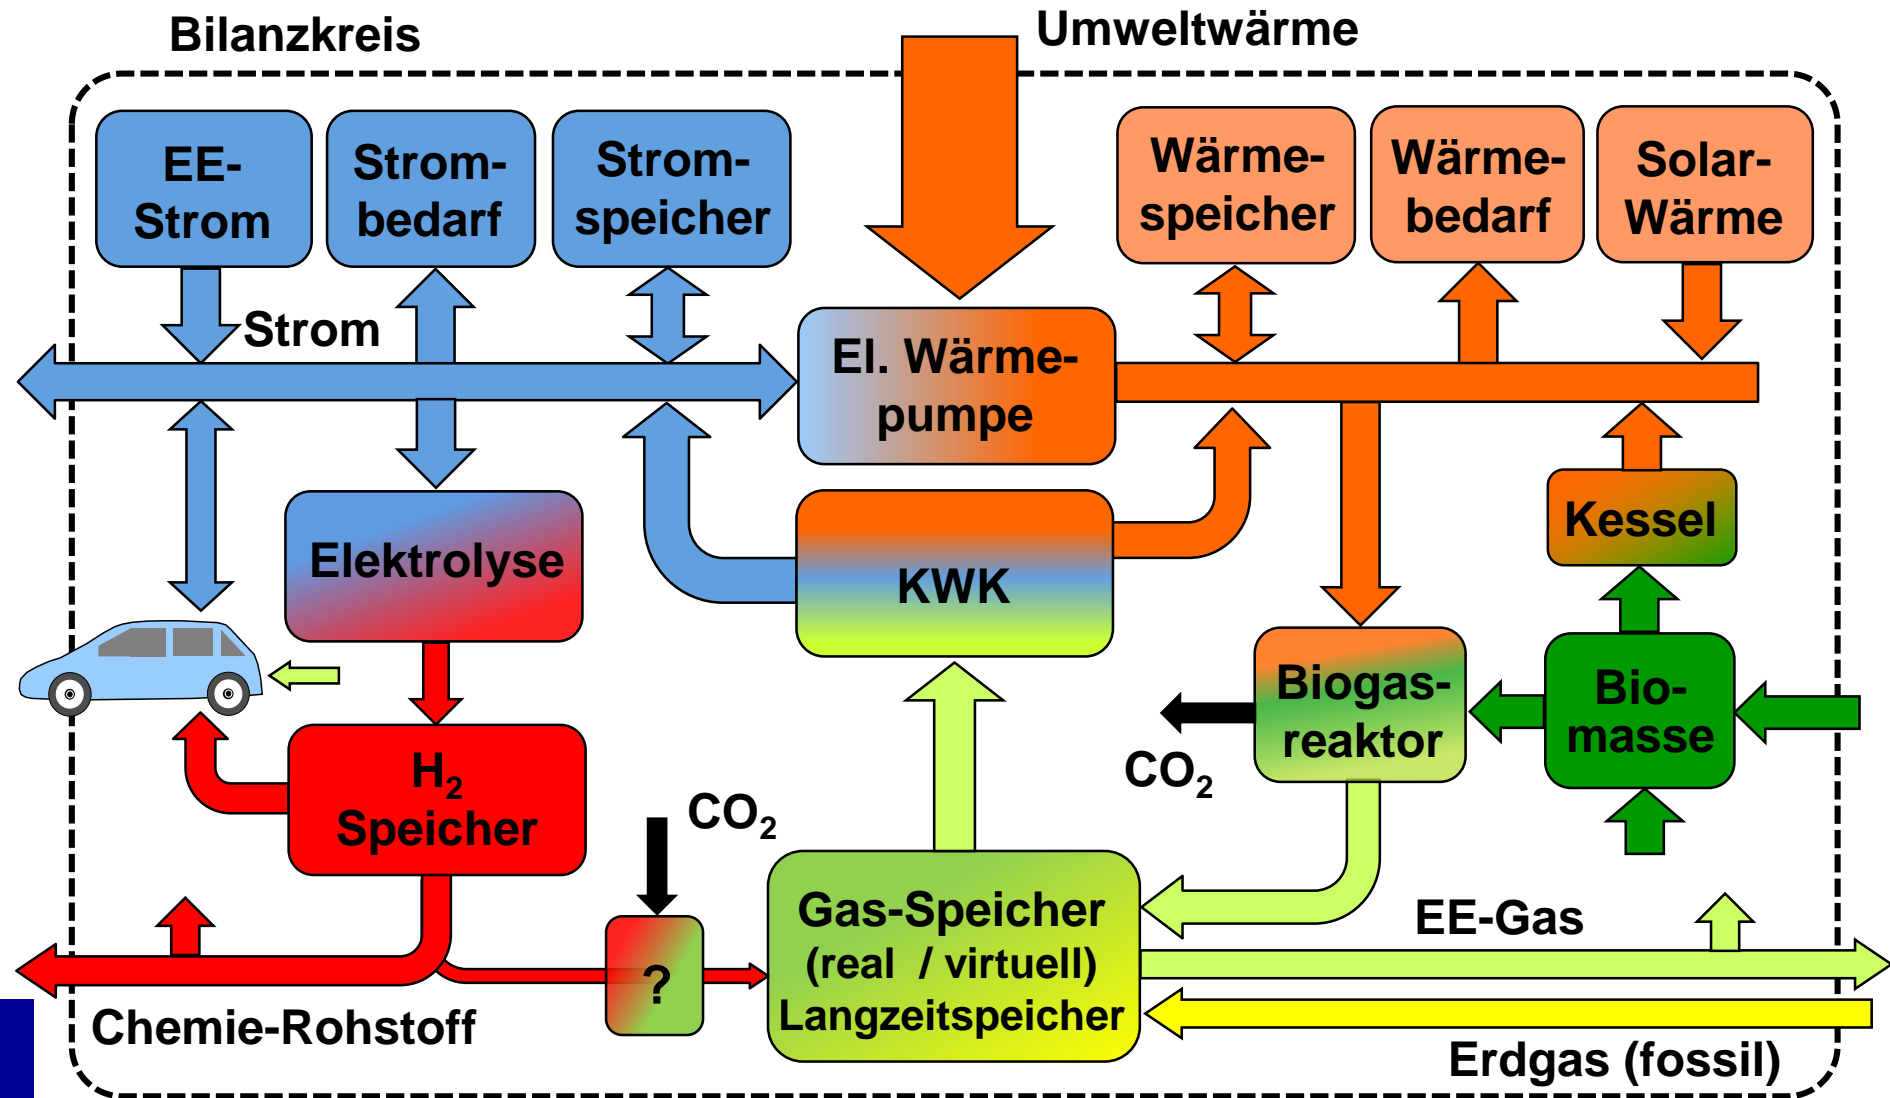 Bilanzkreis
Umweltwärme
EE-
Strom
Strom-
bedarf
Strom-
speicher
Wärme-
speicher
Wärme-
bedarf
Solar-
Wärme
Strom
El. Wärme-
pumpe
Kessel
Elektrolyse
KWK
Biogas-
reaktor
Bio-
masse
CO₂
H₂
Speicher
CO₂
Gas-Speicher
(real / virtuell)
Langzeitspeicher
EE-Gas
?
Chemie-Rohstoff
Erdgas (fossil)